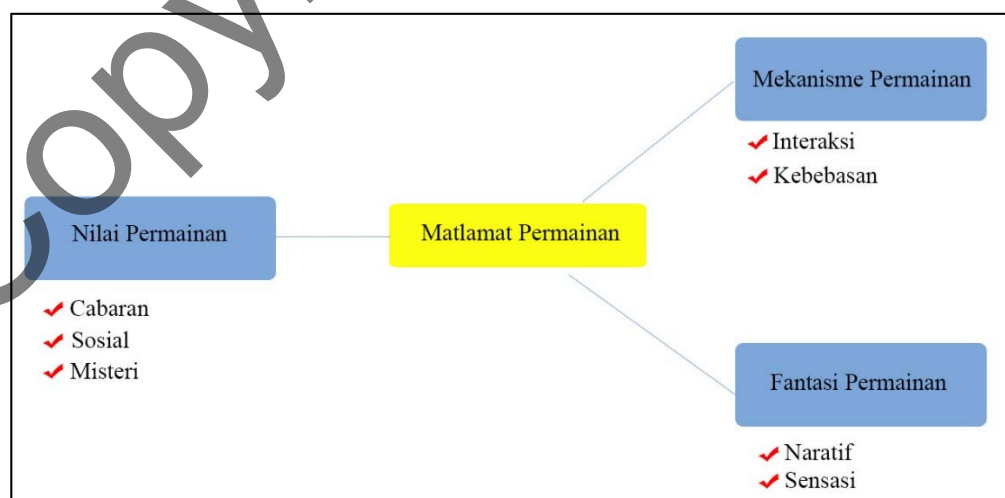 Copy
Mekanisme Permainan
Interaksi
Kebebasan
Nilai Permainan
Matlamat Permainan
Cabaran
Sosial
Misteri
Fantasi Permainan
Naratif
Sensasi